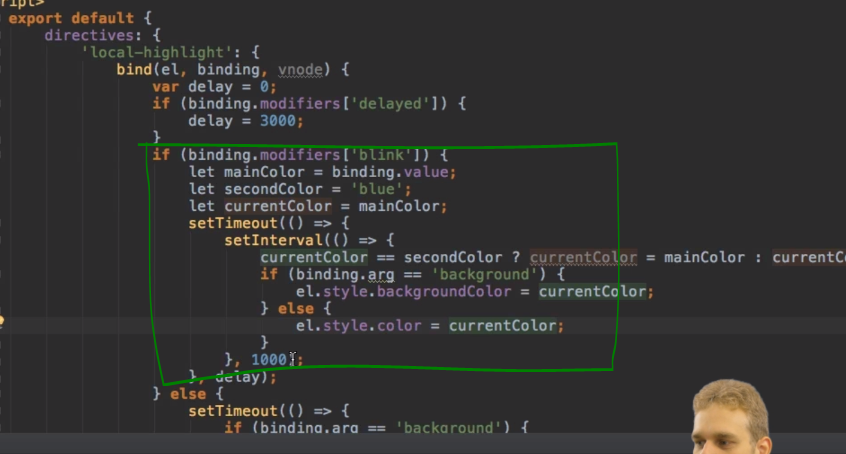 ript>
export default {
directives: {
'local-highlight': {
bind(el, binding, vnode) {
var delay = 0;
if (binding.modifiers['delayed']) {
delay = 3000;
}
if (binding.modifiers['blink']) {
let mainColor = binding.value;
let secondColor = 'blue';
let currentColor = mainColor;
setTimeout(() => {
setInterval(() => {
currentColor == secondColor ? currentColor = mainColor : currentC
if (binding.arg == 'background') {
el.style.backgroundColor = currentColor;
} else {
el.style.color = currentColor;
}
}, 1000);
}, delay);
} else {
setTimeout(() => {
if (binding.arg == 'background') {